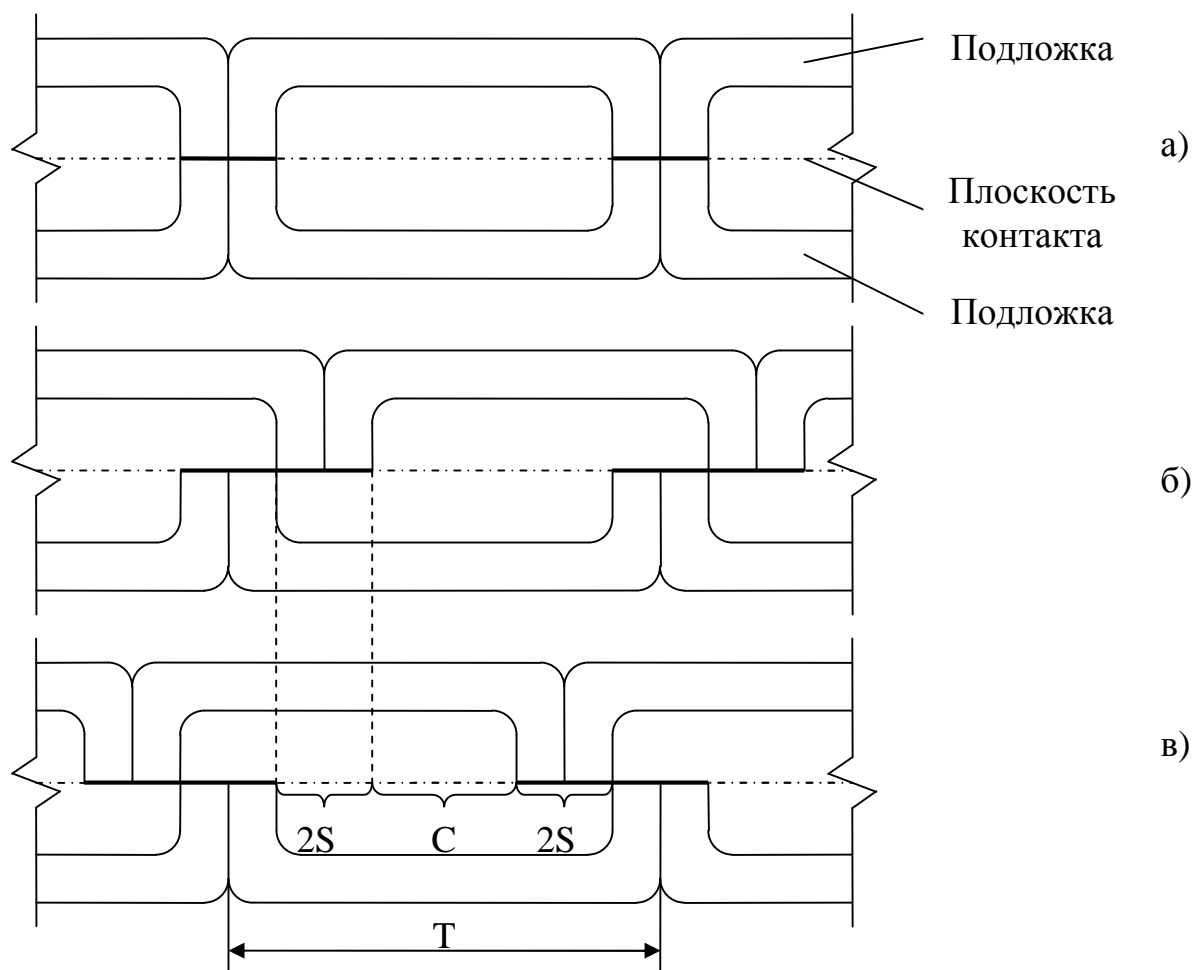 Подложка
а)
Плоскость
контакта
Подложка
б)
в)
2S C 2S
T